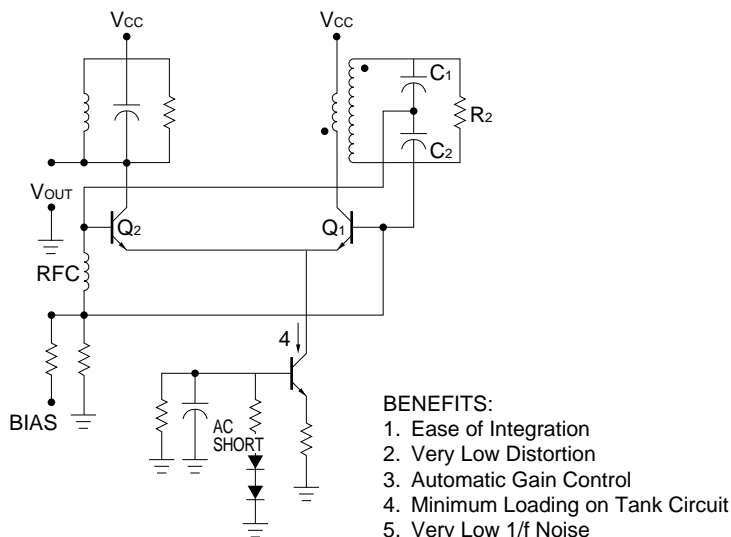 VCC
VCC
C1
R2
C2
VOUT
Q2
Q1
RFC
4
BIAS
AC
SHORT
BENEFITS:
1. Ease of Integration
2. Very Low Distortion
3. Automatic Gain Control
4. Minimum Loading on Tank Circuit
5. Very Low 1/f Noise